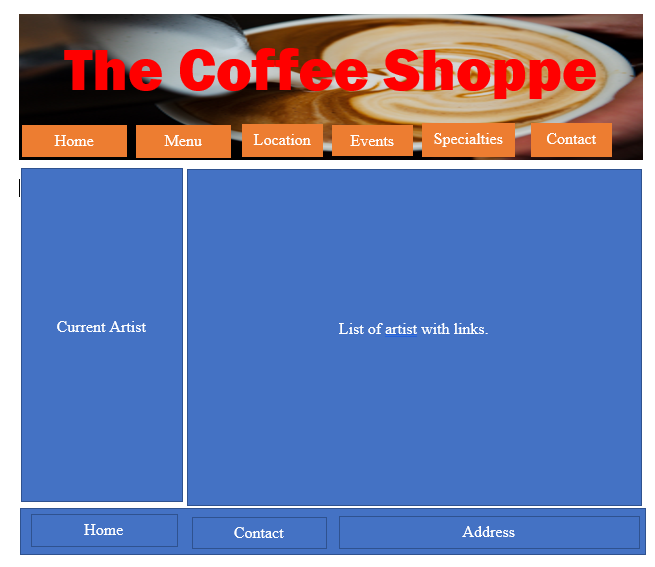 The Coffee Shoppe
Home Menu Location Events Specialties Contact
Current Artist
List of artist with links.
Home Contact Address